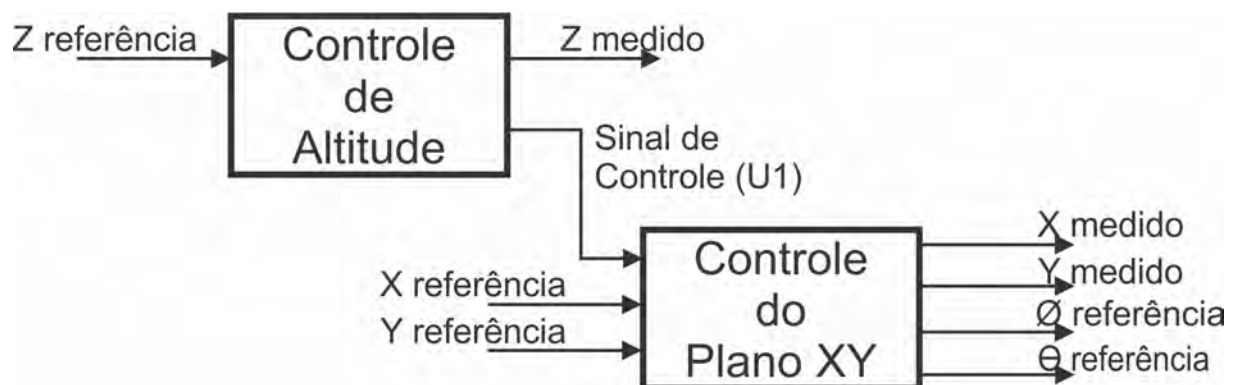 Z referência
Controle
de
Altitude
Z medido
Sinal de
Controle (U1)
X referência
Y referência
Controle
do
Plano XY
X medido
Y medido
Ø referência
Θ referência